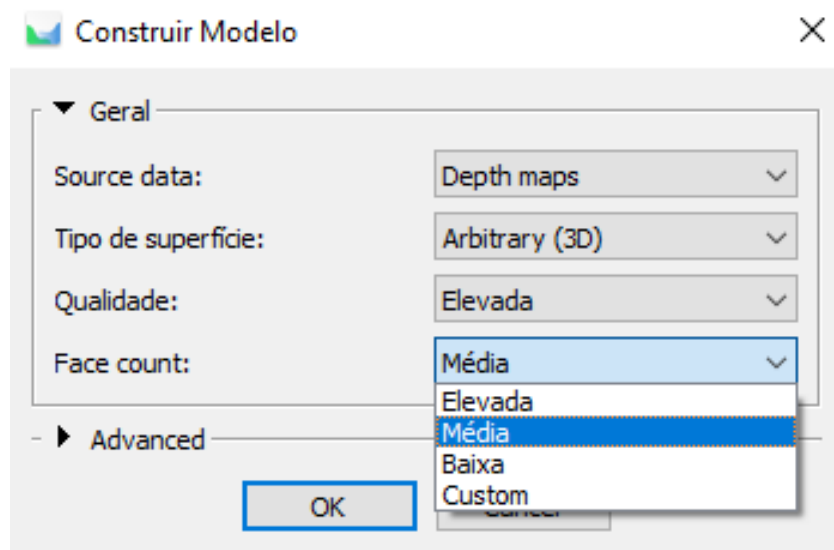 Construir Modelo
Geral
Source data: Depth maps
Tipo de superfície: Arbitrary (3D)
Qualidade: Elevada
Face count: Média
Elevada
Média
Advanced
Baixa
Custom
OK